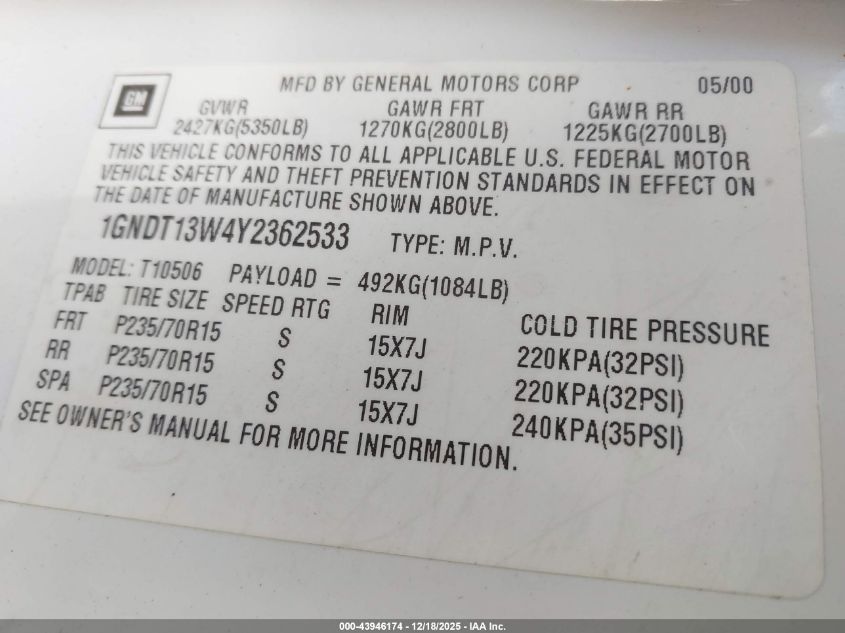 GM
MFD BY GENERAL MOTORS CORP 05/00
GVWR GAWR FRT GAWR RR
2427KG(5350LB) 1270KG(2800LB) 1225KG(2700LB)
THIS VEHICLE CONFORMS TO ALL APPLICABLE U.S. FEDERAL MOTOR
VEHICLE SAFETY AND THEFT PREVENTION STANDARDS IN EFFECT ON
THE DATE OF MANUFACTURE SHOWN ABOVE.
1GNDT13W4Y2362533 TYPE: M.P.V.
MODEL: T10506 PAYLOAD = 492KG(1084LB)
TPAB TIRE SIZE SPEED RTG RIM COLD TIRE PRESSURE
FRT P235/70R15 S 15X7J 220KPA(32PSI)
RR P235/70R15 S 15X7J 220KPA(32PSI)
SPA P235/70R15 S 15X7J 240KPA(35PSI)
SEE OWNER'S MANUAL FOR MORE INFORMATION.
000-43946174 - 12/18/2025 - IAA Inc.